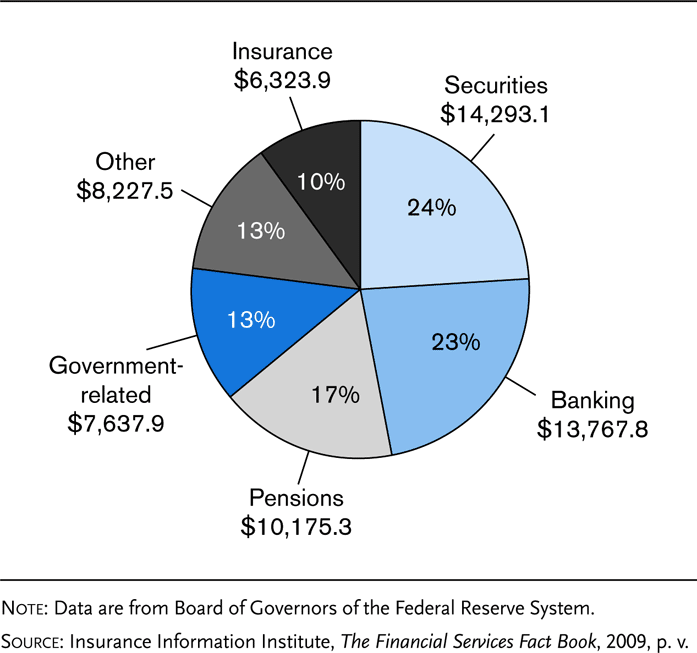 Insurance
$6,323.9
Securities
$14,293.1
Other
$8,227.5
10%
24%
13%
13%
23%
Government-
related
$7,637.9
17%
Banking
$13,767.8
Pensions
$10,175.3
NOTE: Data are from Board of Governors of the Federal Reserve System.
SOURCE: Insurance Information Institute, The Financial Services Fact Book, 2009, p. v.